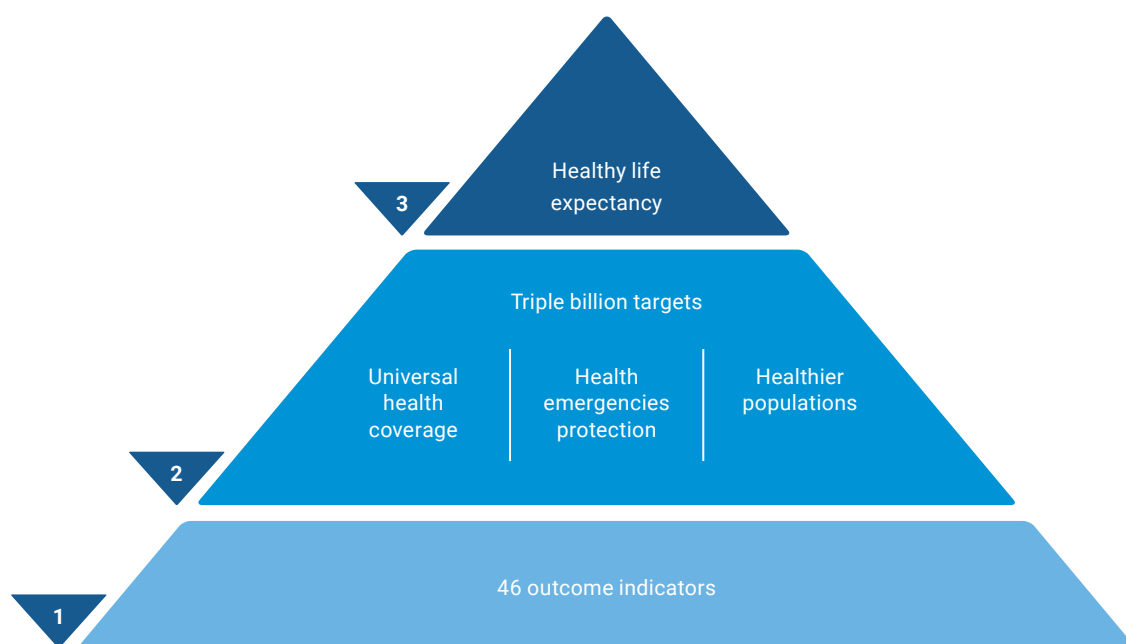 Healthy life
expectancy
3
Triple billion targets
Universal
health
coverage
Health
emergencies
protection
Healthier
populations
2
46 outcome indicators
1